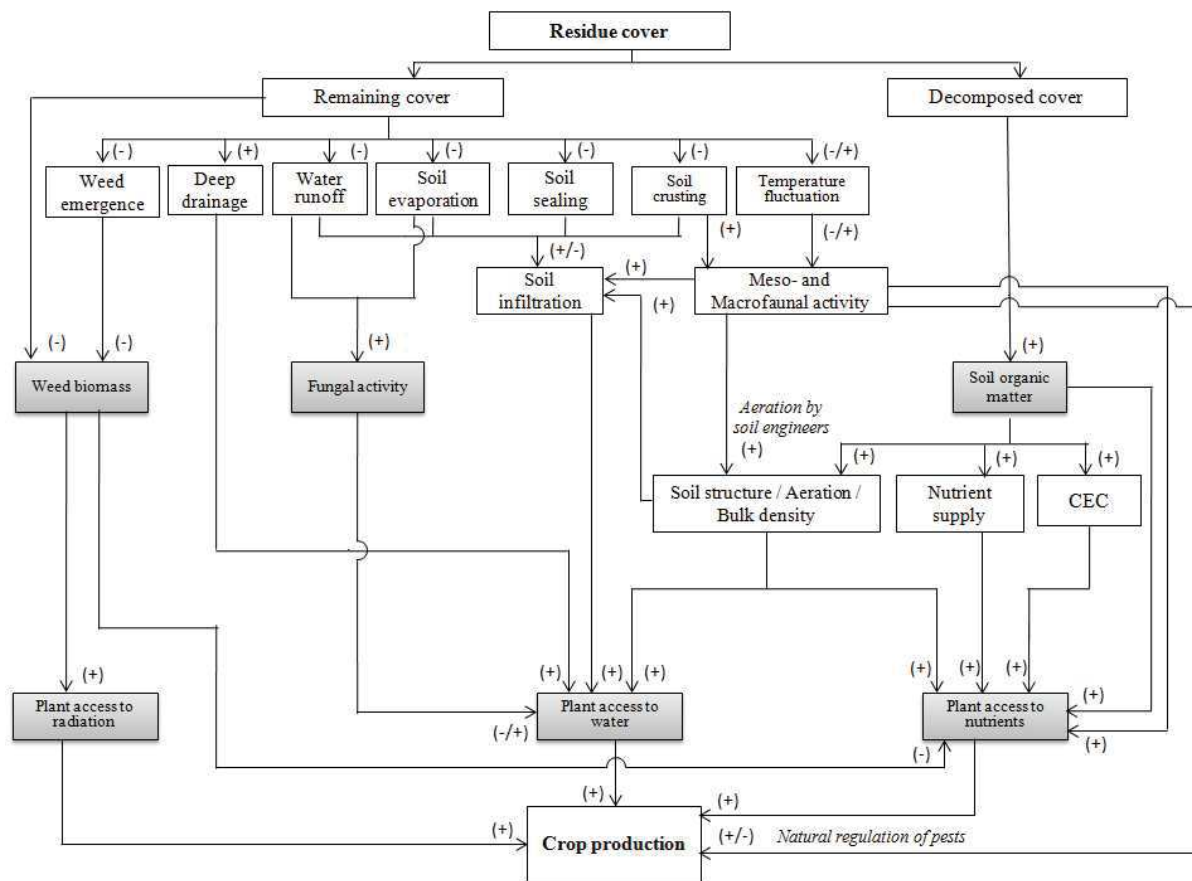 Residue cover
Remaining cover
Decomposed cover
(-)
(+)
(-)
(-)
(-)
(-)
(-/+)
Weed
emergence
Deep
drainage
Water
runoff
Soil
evaporation
Soil
sealing
Soil
crusting
Temperature
fluctuation
(+/-)
(+)
(-/+)
Soil
infiltration
(+)
Meso- and
Macrofaunal activity
(+)
(-)
(-)
(+)
(+)
Weed biomass
Fungal activity
Soil organic
matter
Aeration by
soil engineers
(+)
(+)
(+)
(+)
Soil structure / Aeration /
Bulk density
Nutrient
supply
CEC
(+)
(+)
(+)
(+)
(+)
(+)
(+)
Plant access to
radiation
Plant access to
water
Plant access to
nutrients
(+)
(-/+)
(-)
(+)
(+)
(+)
(+)
Crop production
(+/-)
Natural regulation of pests